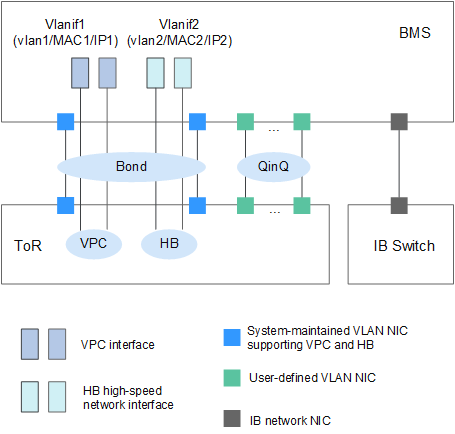 Vlanif1
(vlan1/MAC1/IP1)
Vlanif2
(vlan2/MAC2/IP2)
BMS
...
Bond
QinQ
...
ToR
VPC
HB
IB Switch
VPC interface
System-maintained VLAN NIC
supporting VPC and HB
HB high-speed
network interface
User-defined VLAN NIC
IB network NIC